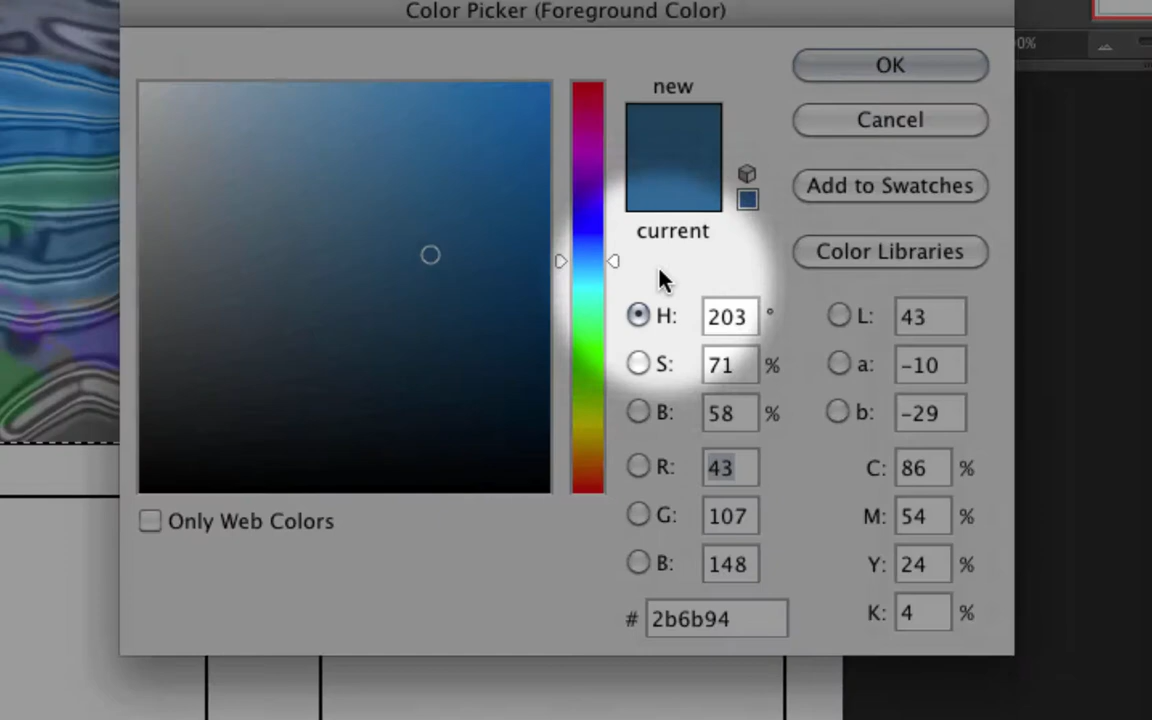 Color Picker (Foreground Color)
0%
new
OK
Cancel
Add to Swatches
current
Color Libraries
H: 203 °
L: 43
S: 71 %
a: -10
B: 58 %
b: -29
R: 43
C: 86 %
Only Web Colors
G: 107
M: 54 %
B: 148
Y: 24 %
# 2b6b94
K: 4 %